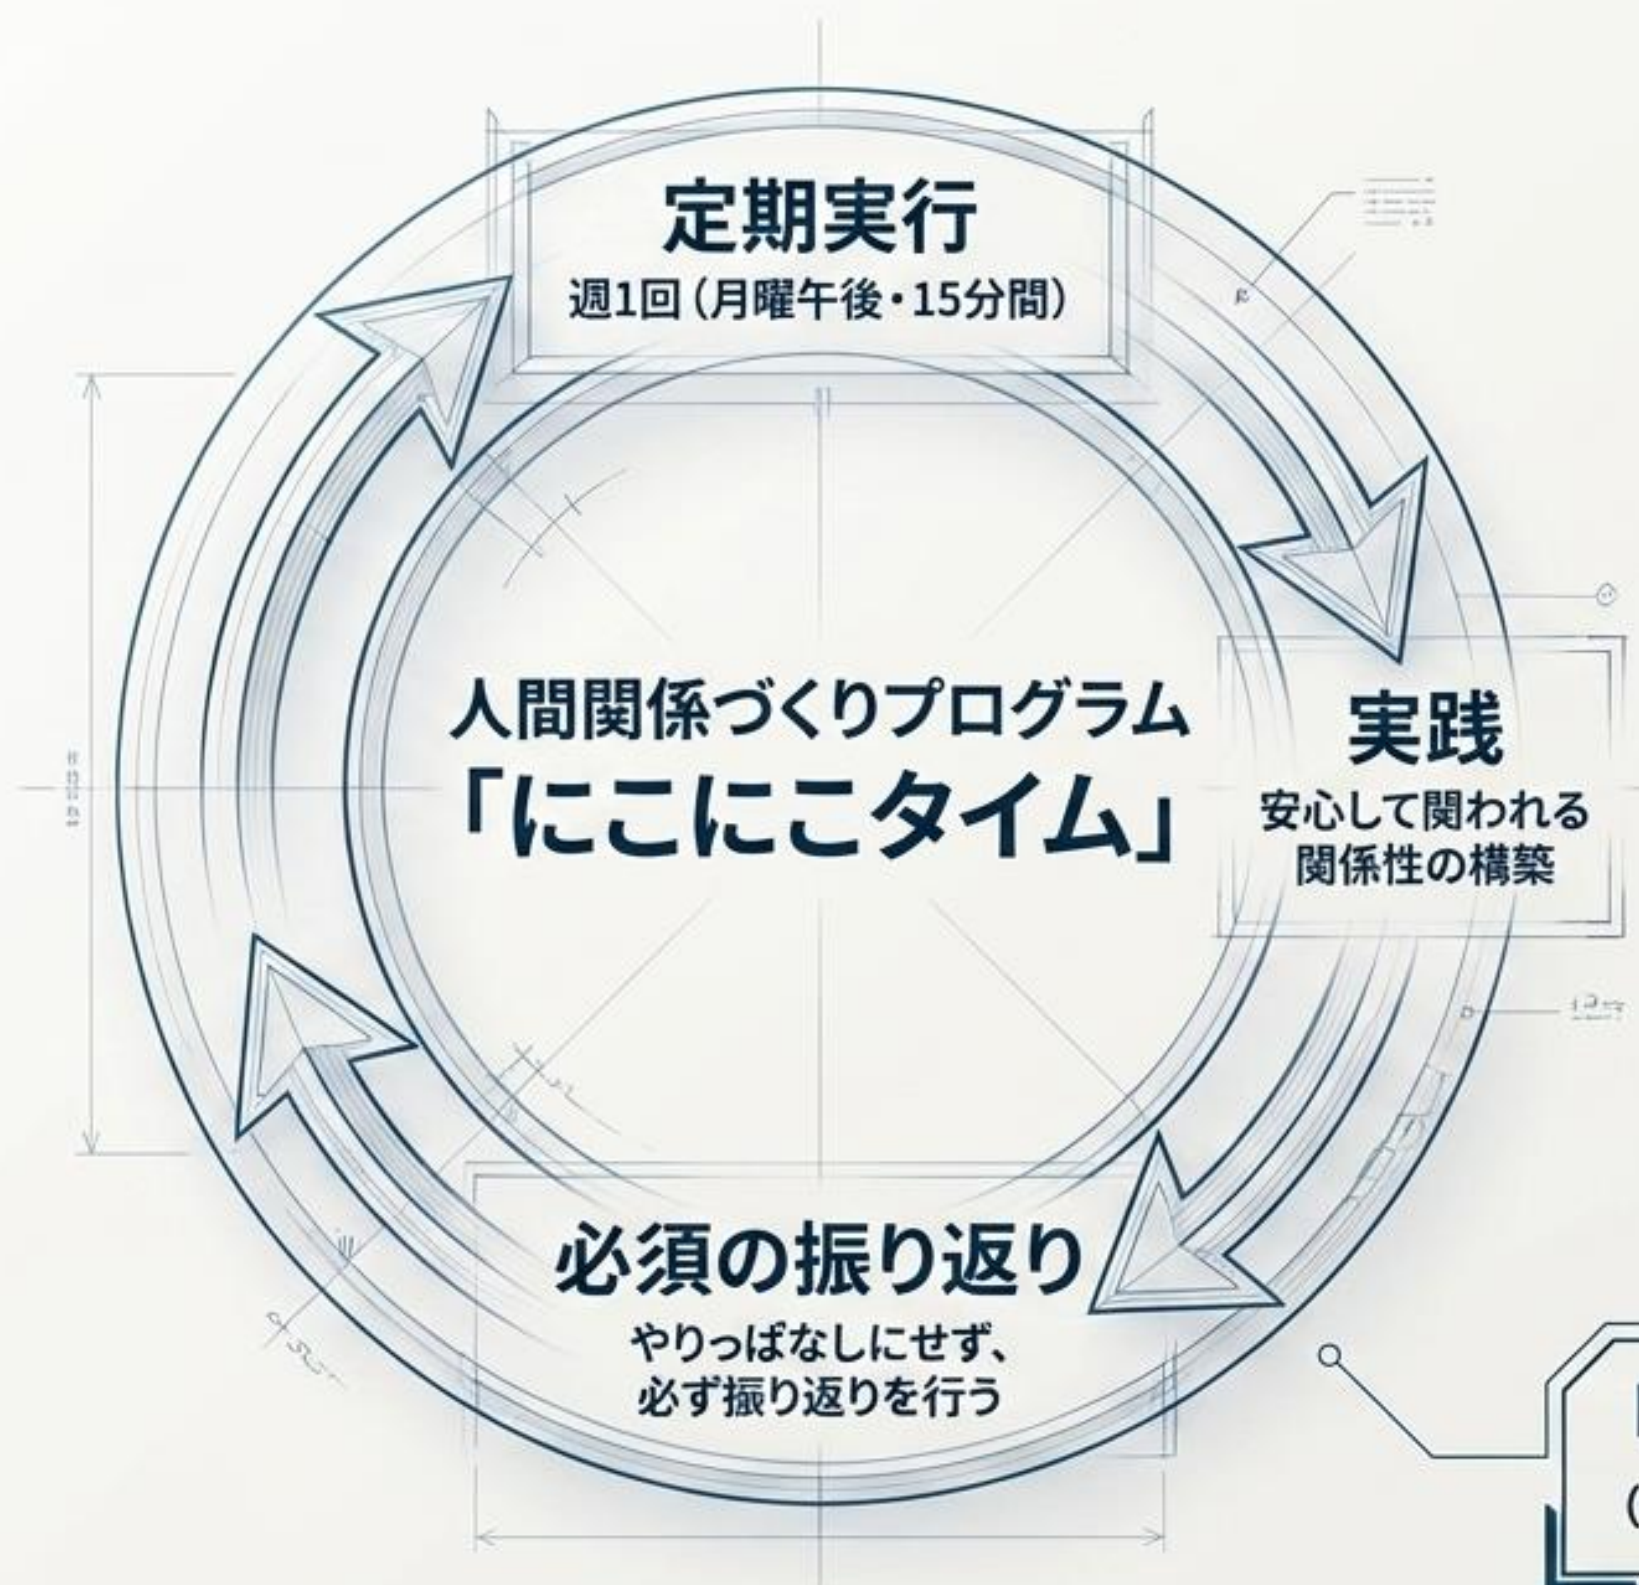 定期実行
週1回（月曜午後・15分間）
人間関係づくりプログラム
「にこにこタイム」
実践
安心して関われる
関係性の構築
必須の振り返り
やりっぱなしにせず、
必ず振り返りを行う